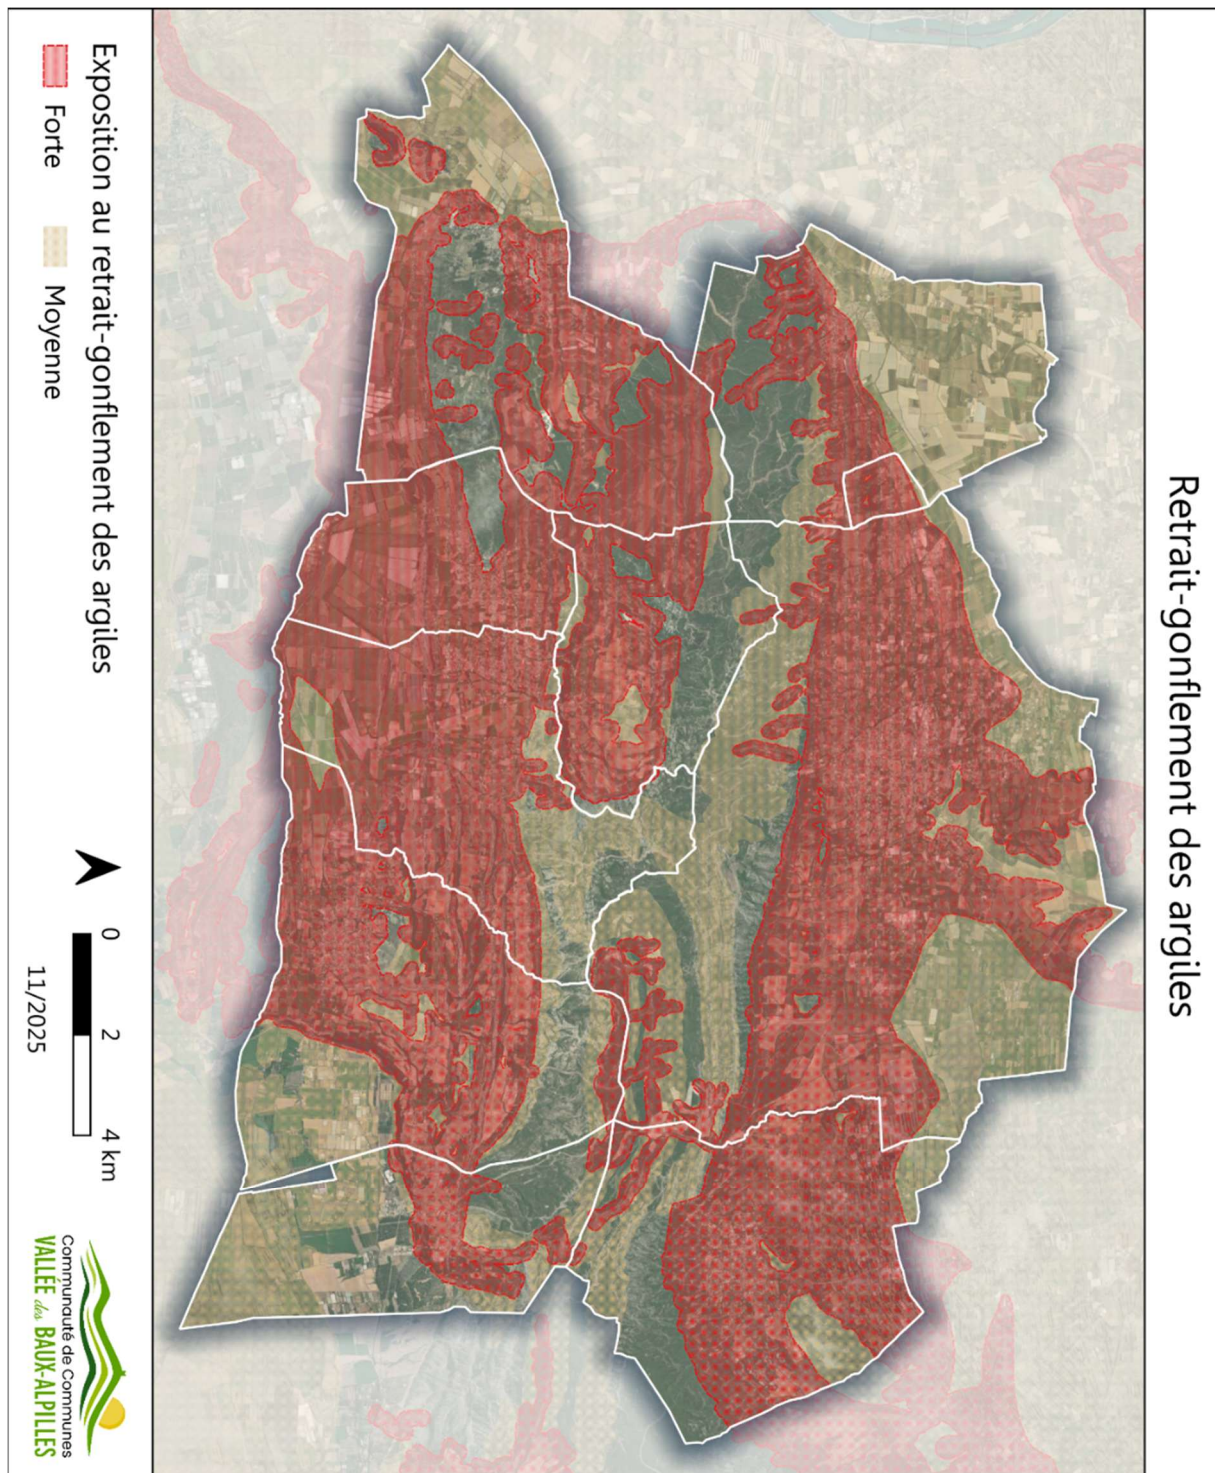 Retrait-gonflement des argiles
Exposition au retrait-gonflement des argiles
Forte
Moyenne
0 2 4 km
11/2025
Communauté de Communes
VALLÉE des BAUX-ALPILLES